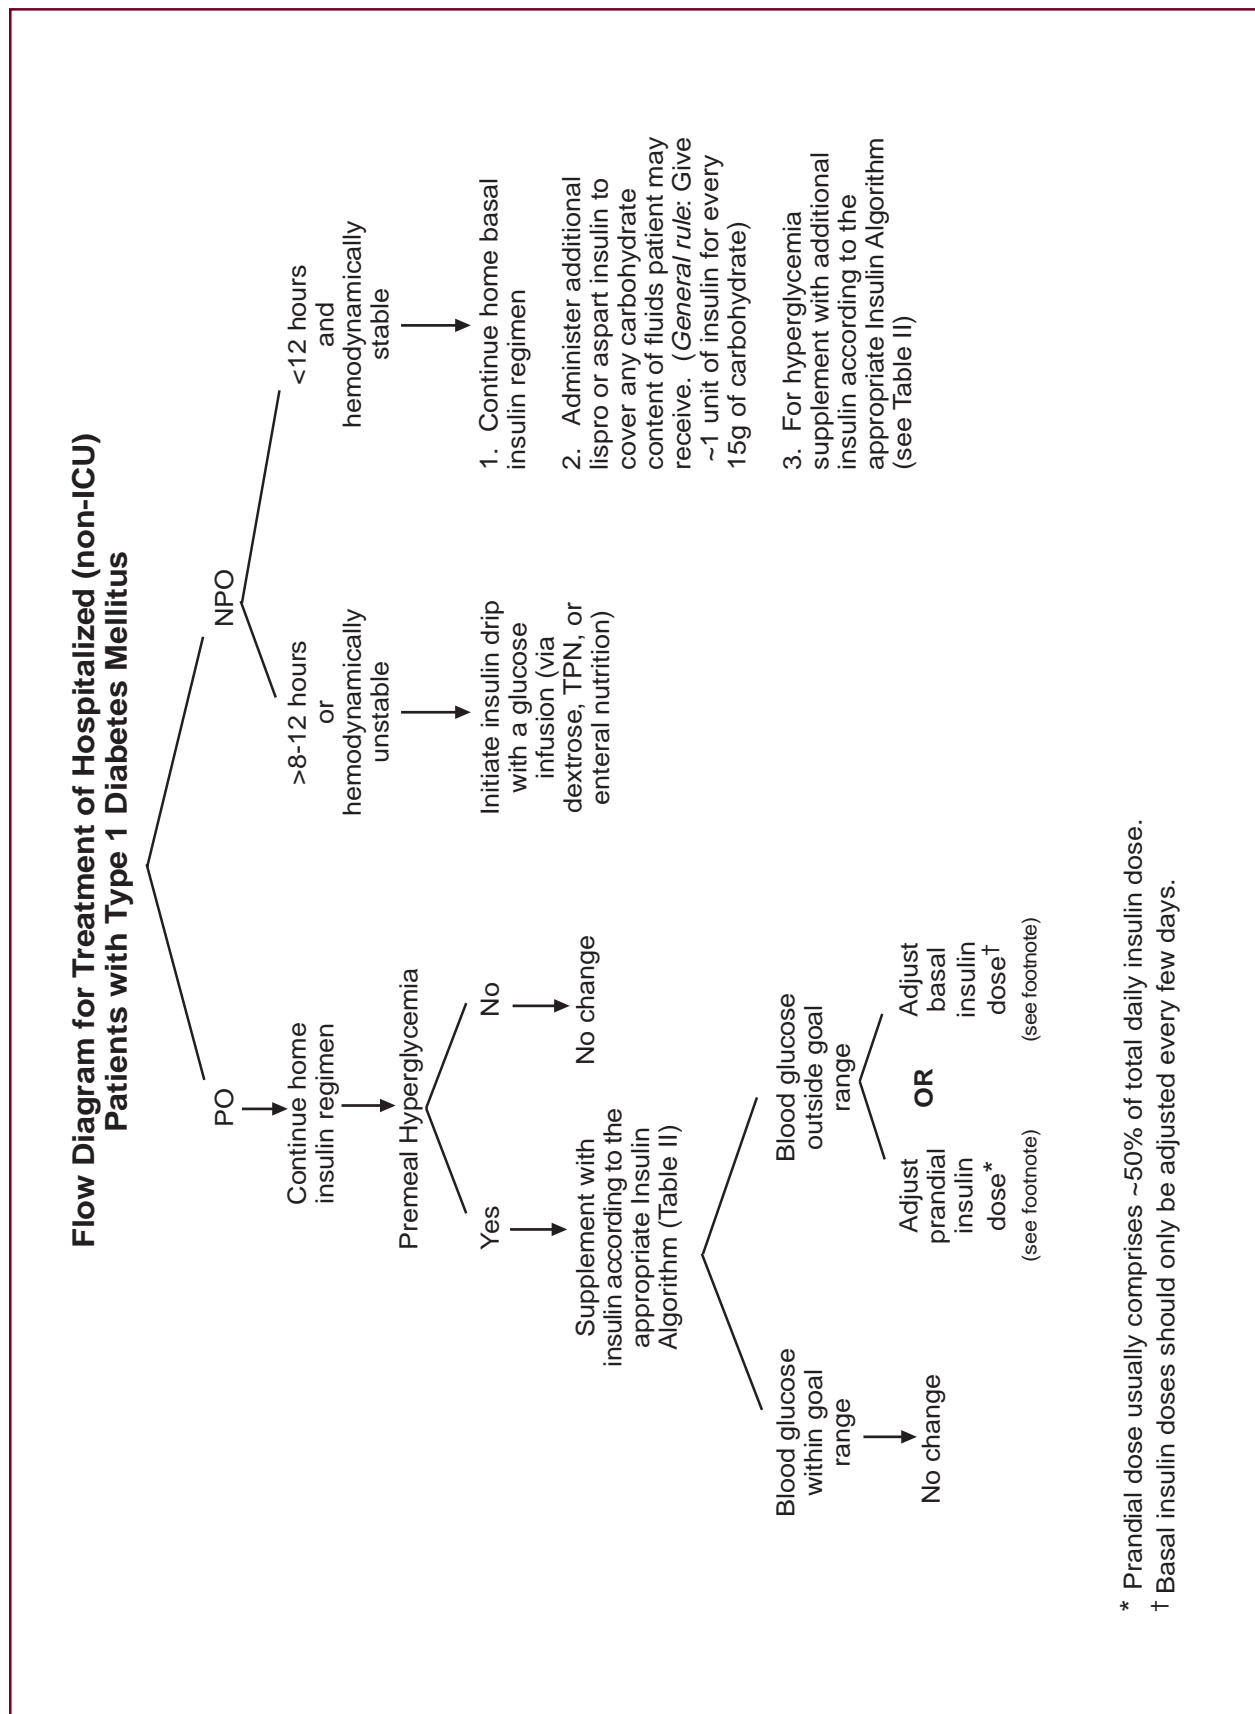 Flow Diagram for Treatment of Hospitalized (non-ICU)
Patients with Type 1 Diabetes Mellitus
PO
Continue home
insulin regimen
Premeal Hyperglycemia
Yes
No
No change
Supplement with
insulin according to the
appropriate Insulin
Algorithm (Table II)
Blood glucose
within goal
range
No change
Blood glucose
outside goal
range
Adjust
prandial
insulin
dose*
(see footnote)
OR
Adjust
basal
insulin
dose†
(see footnote)
NPO
>8-12 hours
or
hemodynamically
unstable
Initiate insulin drip
with a glucose
infusion (via
dextrose, TPN, or
enteral nutrition)
<12 hours
and
hemodynamically
stable
1. Continue home basal
insulin regimen
2. Administer additional
lispro or aspart insulin to
cover any carbohydrate
content of fluids patient may
receive. (General rule: Give
~1 unit of insulin for every
15g of carbohydrate)
3. For hyperglycemia
supplement with additional
insulin according to the
appropriate Insulin Algorithm
(see Table II)
* Prandial dose usually comprises ~50% of total daily insulin dose.
† Basal insulin doses should only be adjusted every few days.